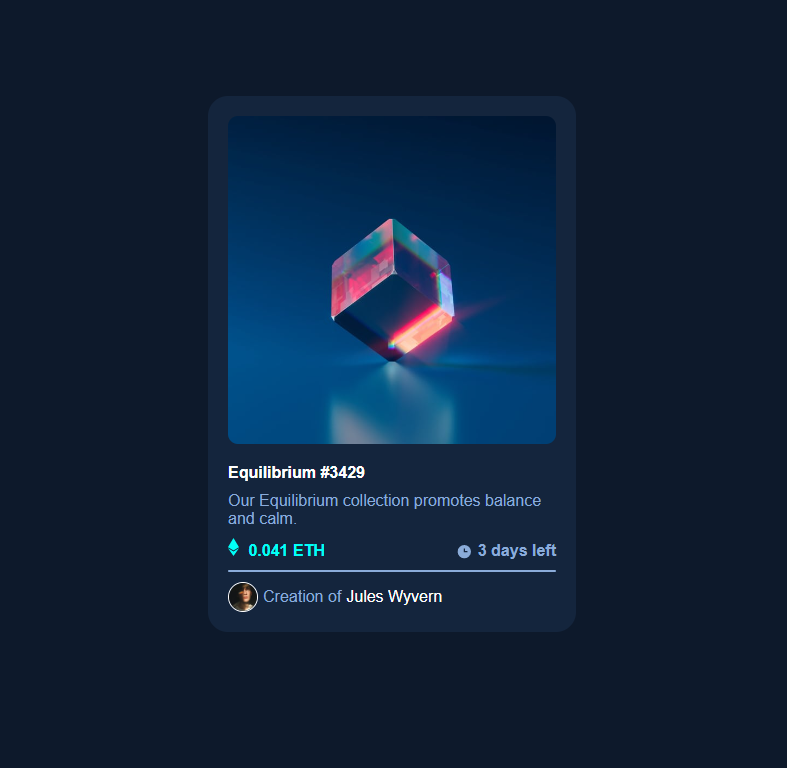 Equilibrium #3429
Our Equilibrium collection promotes balance
and calm.
0.041 ETH
3 days left
Creation of Jules Wyvern